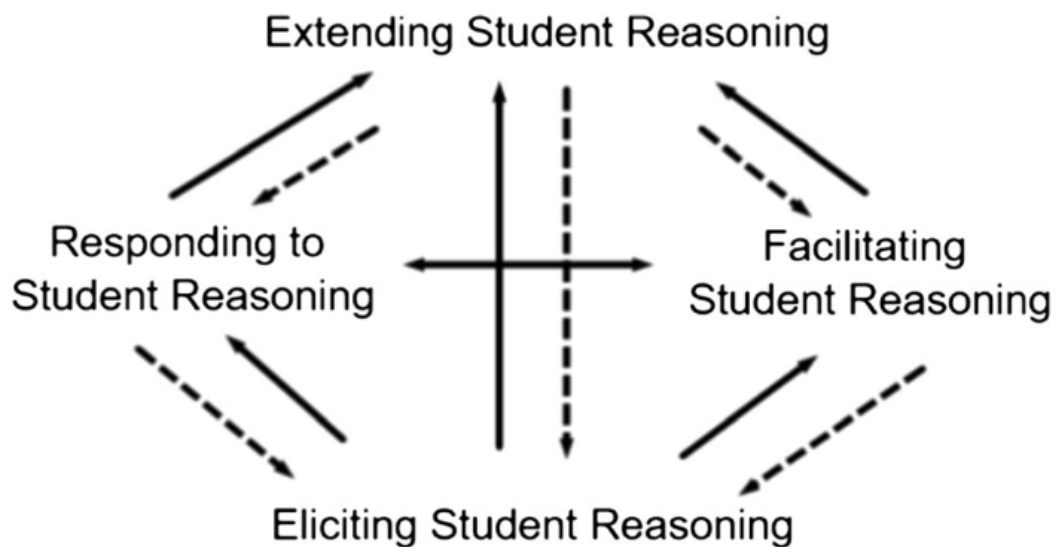 Extending Student Reasoning
Responding to
Student Reasoning
Facilitating
Student Reasoning
Eliciting Student Reasoning